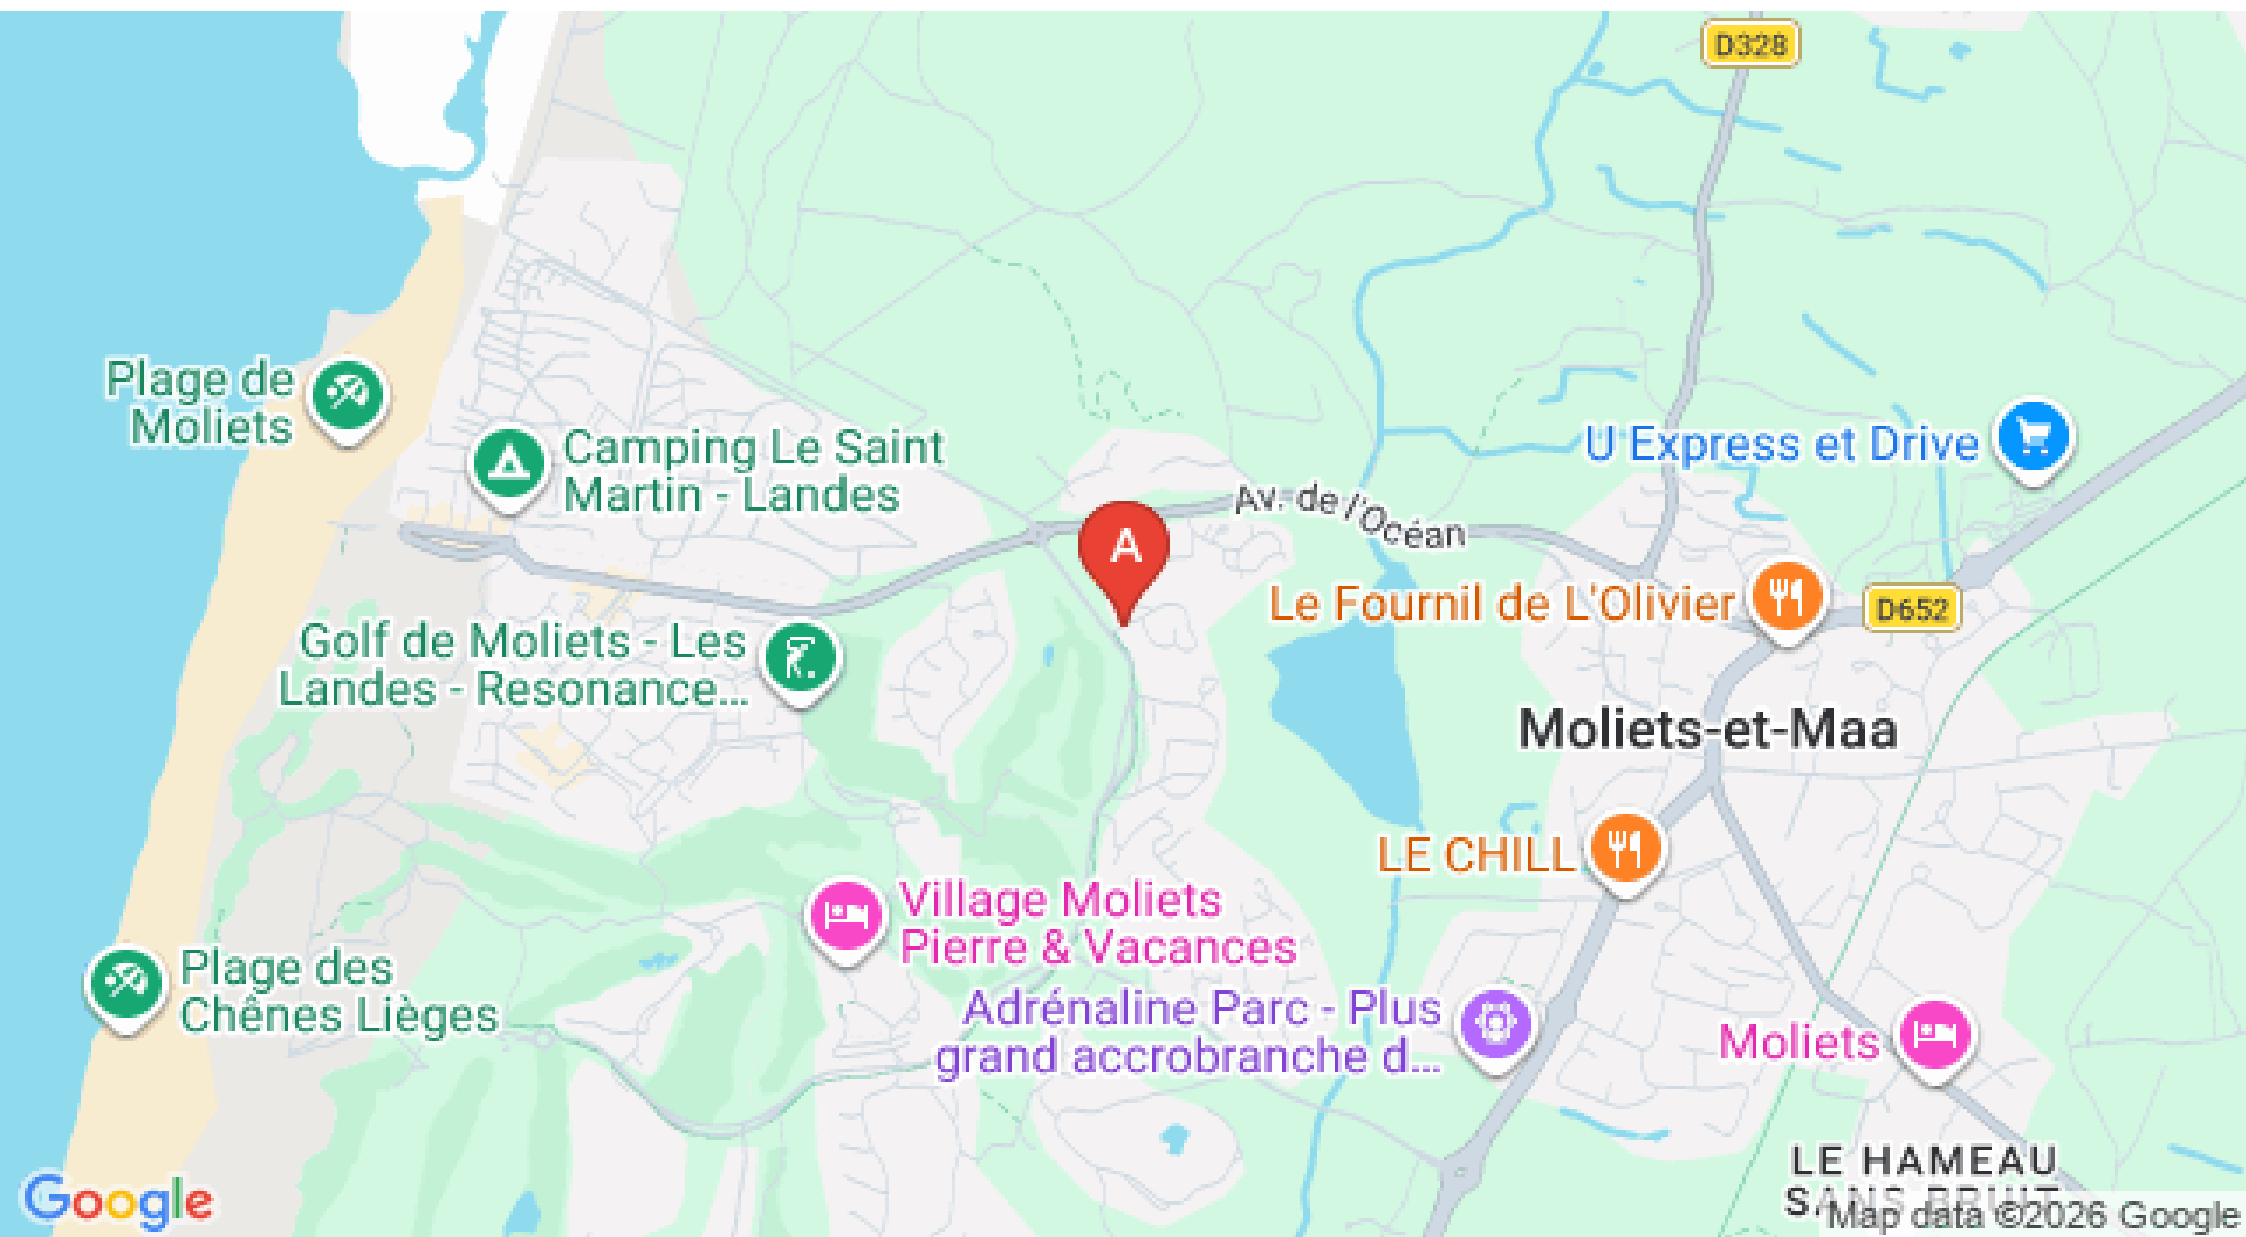 D328
Plage de
Moliets
Camping Le Saint
Martin - Landes
Av. de l'Océan
U Express et Drive
A
Le Fournil de L'Olivier
D652
Golf de Moliets - Les
Landes - Resonance...
Moliets-et-Maa
LE CHILL
Village Moliets
Pierre & Vacances
Plage des
Chênes Lièges
Adrénaline Parc - Plus
grand accrobranche d...
Moliets
LE HAMEAU
SANS BRUIT
Google
Map data ©2026 Google